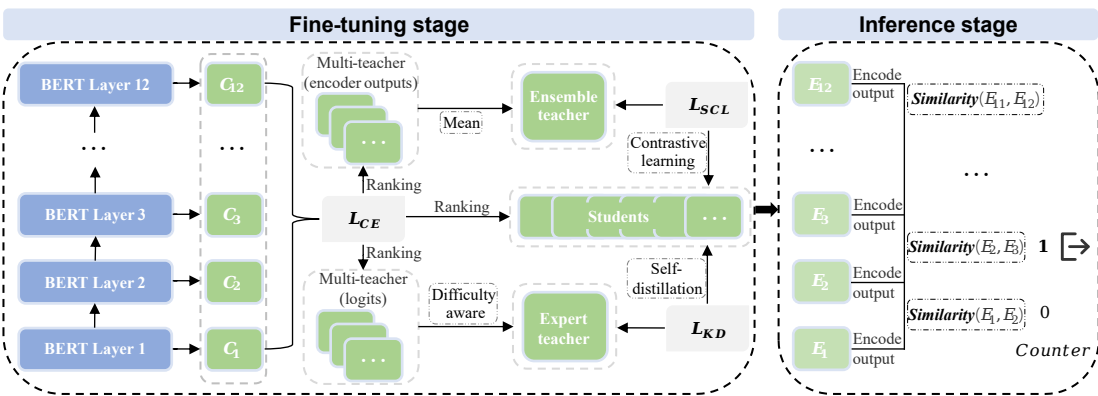 Fine-tuning stage
BERT Layer 12
...
BERT Layer 3
BERT Layer 2
BERT Layer 1
C12
...
C3
C2
C1
Multi-teacher
(encoder outputs)
...
Ranking
LCE
Ranking
Ranking
Multi-teacher
(logits)
...
Mean
Difficulty
aware
Ensemble
teacher
LSCL
Contrastive
learning
Students
...
Self-
distillation
Expert
teacher
LKD
Inference stage
E12
Encode
output
Similarity(E11, E12)
...
...
E3
Encode
output
Similarity(E2, E3)
1
E2
Encode
output
Similarity(E1, E2)
0
E1
Encode
output
Counter